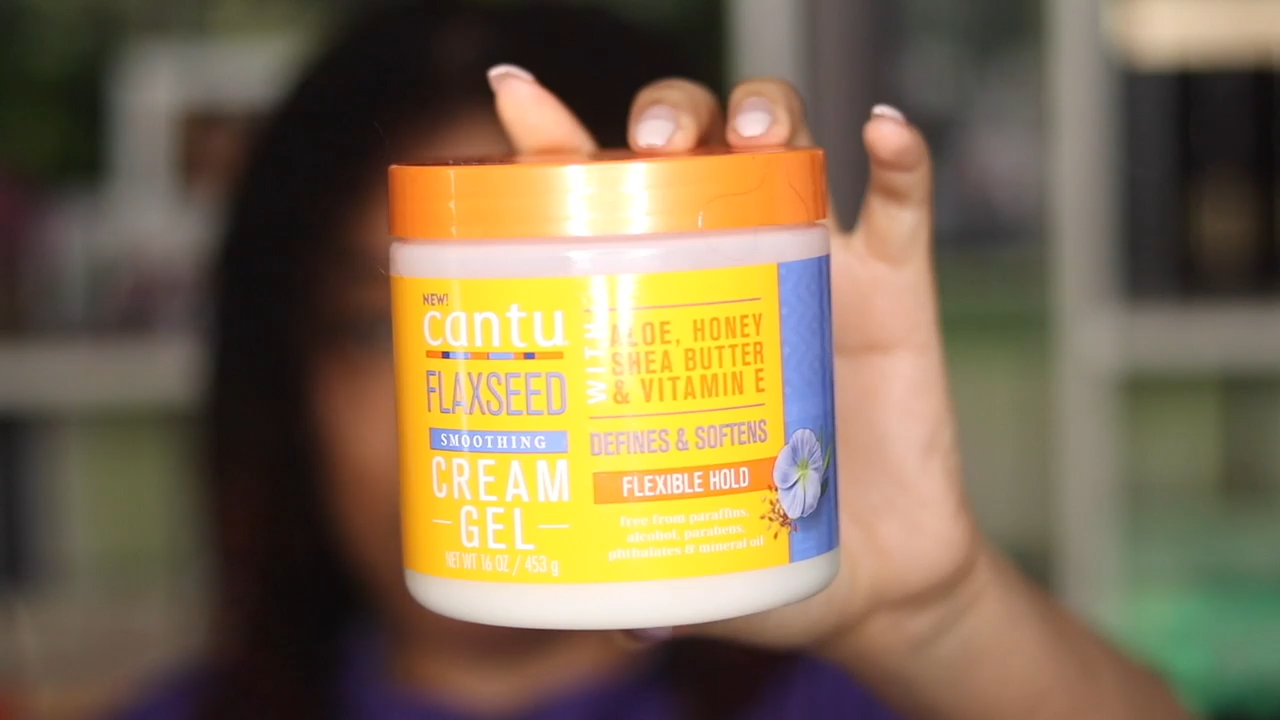 NEW!
cantu
FLAXSEED
SMOOTHING
CREAM
GEL
NET WT 16 OZ / 453 g
WITH
ALOE, HONEY
SHEA BUTTER
& VITAMIN E
DEFINES & SOFTENS
FLEXIBLE HOLD
free from paraffins,
alcohol, parabens,
phthalates & mineral oil